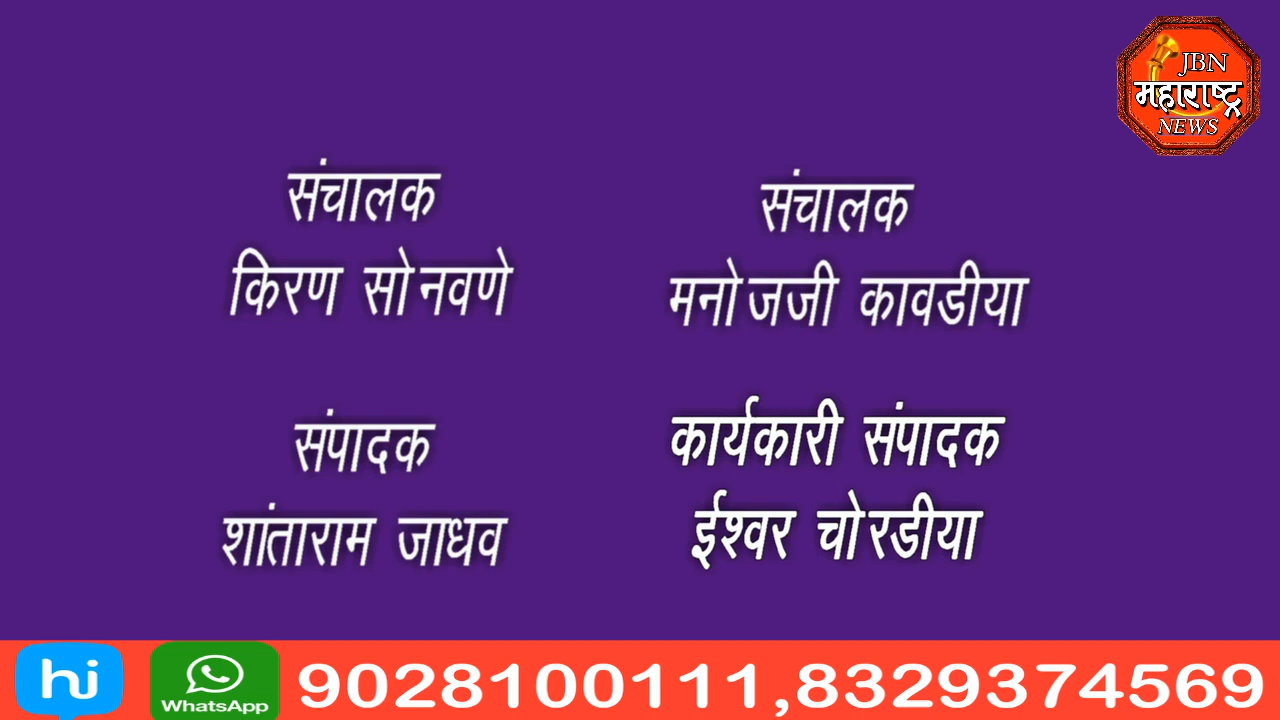 JBN
महाराष्ट्र
NEWS
संचालक
किरण सोनवणे
संचालक
मनोजजी कावडीया
संपादक
शांताराम जाधव
कार्यकारी संपादक
ईश्वर चोरडीया
hi
WhatsApp
9028100111,8329374569